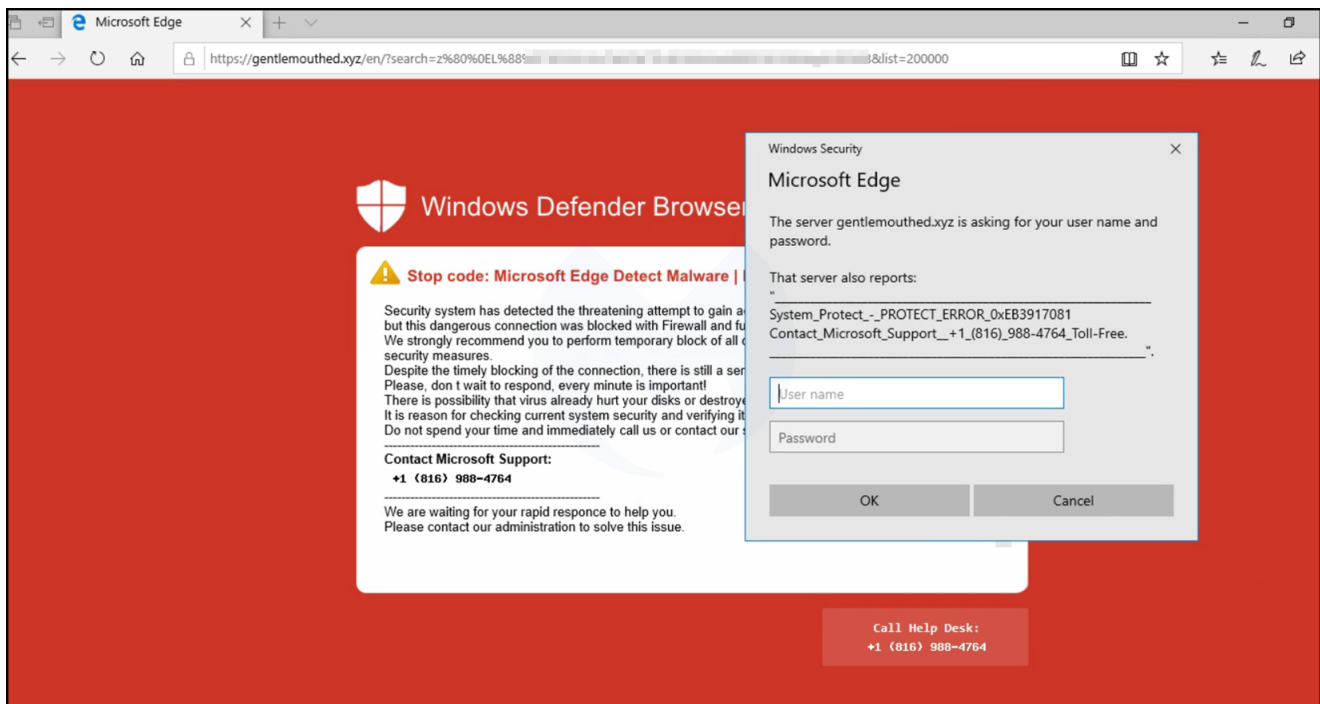 Microsoft Edge
https://gentlemouthed.xyz/en/?search=z%80%0EL%88% &list=200000
Windows Defender Browser
Stop code: Microsoft Edge Detect Malware |
Security system has detected the threatening attempt to gain
but this dangerous connection was blocked with Firewall and
We strongly recommend you to perform temporary block of all
security measures.
Despite the timely blocking of the connection, there is still a
Please, don t wait to respond, every minute is important!
There is possibility that virus already hurt your disks or
It is reason for checking current system security and verifying
Do not spend your time and immediately call us or contact our
--------------------------------------------------
Contact Microsoft Support:
+1 (816) 988-4764
--------------------------------------------------
We are waiting for your rapid responce to help you.
Please contact our administration to solve this issue.
Call Help Desk:
+1 (816) 988-4764
Windows Security
Microsoft Edge
The server gentlemouthed.xyz is asking for your user name and
password.
That server also reports:
"____________________________________________________________
System_Protect_-_PROTECT_ERROR_0xEB3917081
Contact_Microsoft_Support__+1_(816)_988-4764_Toll-Free.
____________________________________________________________".
User name
Password
OK
Cancel